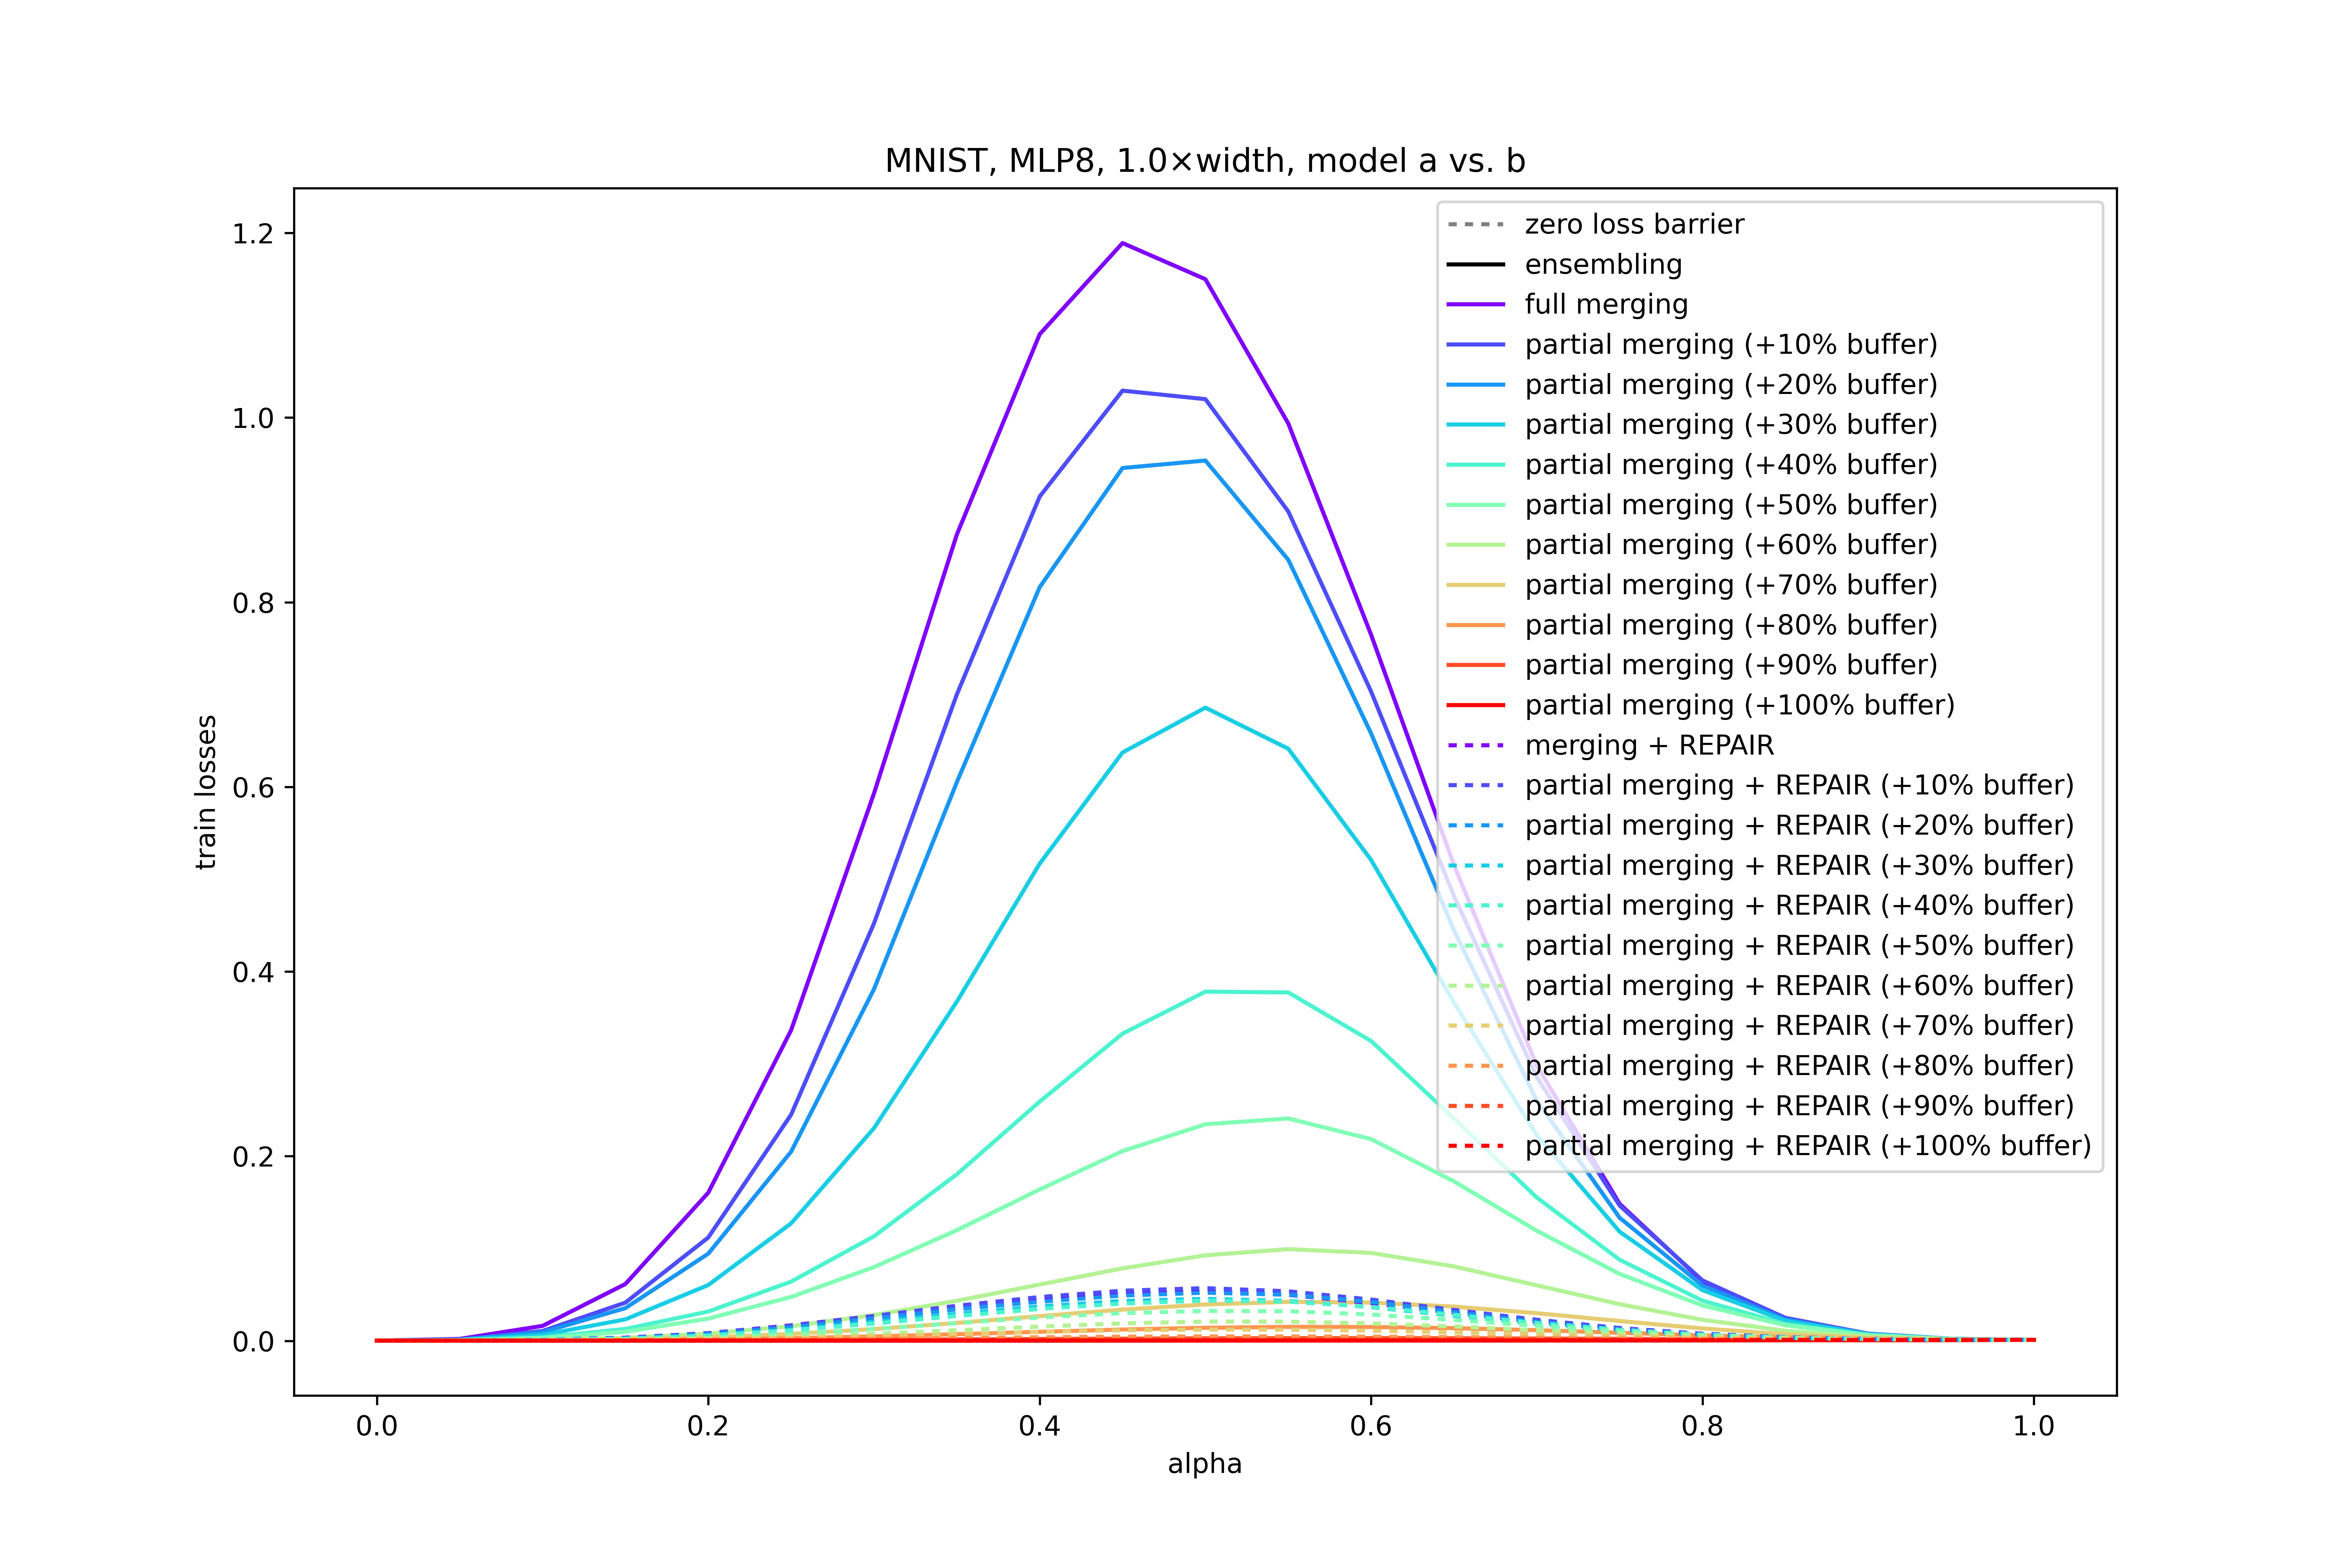 MNIST, MLP8, 1.0×width, model a vs. b
train losses
1.2
1.0
0.8
0.6
0.4
0.2
0.0
0.0
0.2
0.4
0.6
0.8
1.0
alpha
zero loss barrier
ensembling
full merging
partial merging (+10% buffer)
partial merging (+20% buffer)
partial merging (+30% buffer)
partial merging (+40% buffer)
partial merging (+50% buffer)
partial merging (+60% buffer)
partial merging (+70% buffer)
partial merging (+80% buffer)
partial merging (+90% buffer)
partial merging (+100% buffer)
merging + REPAIR
partial merging + REPAIR (+10% buffer)
partial merging + REPAIR (+20% buffer)
partial merging + REPAIR (+30% buffer)
partial merging + REPAIR (+40% buffer)
partial merging + REPAIR (+50% buffer)
partial merging + REPAIR (+60% buffer)
partial merging + REPAIR (+70% buffer)
partial merging + REPAIR (+80% buffer)
partial merging + REPAIR (+90% buffer)
partial merging + REPAIR (+100% buffer)